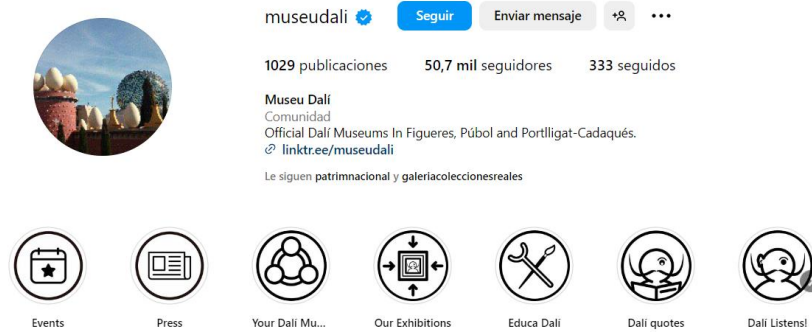 museudali Seguir Enviar mensaje
1029 publicaciones 50,7 mil seguidores 333 seguidos
Museu Dalí
Comunidad
Official Dalí Museums In Figueres, Púbol and Portlligat-Cadaqués.
linktr.ee/museudali
Le siguen patrimnacional y galeriacoleccionesreales
Events Press Your Dalí Mu... Our Exhibitions Educa Dalí Dalí quotes Dalí Listens!